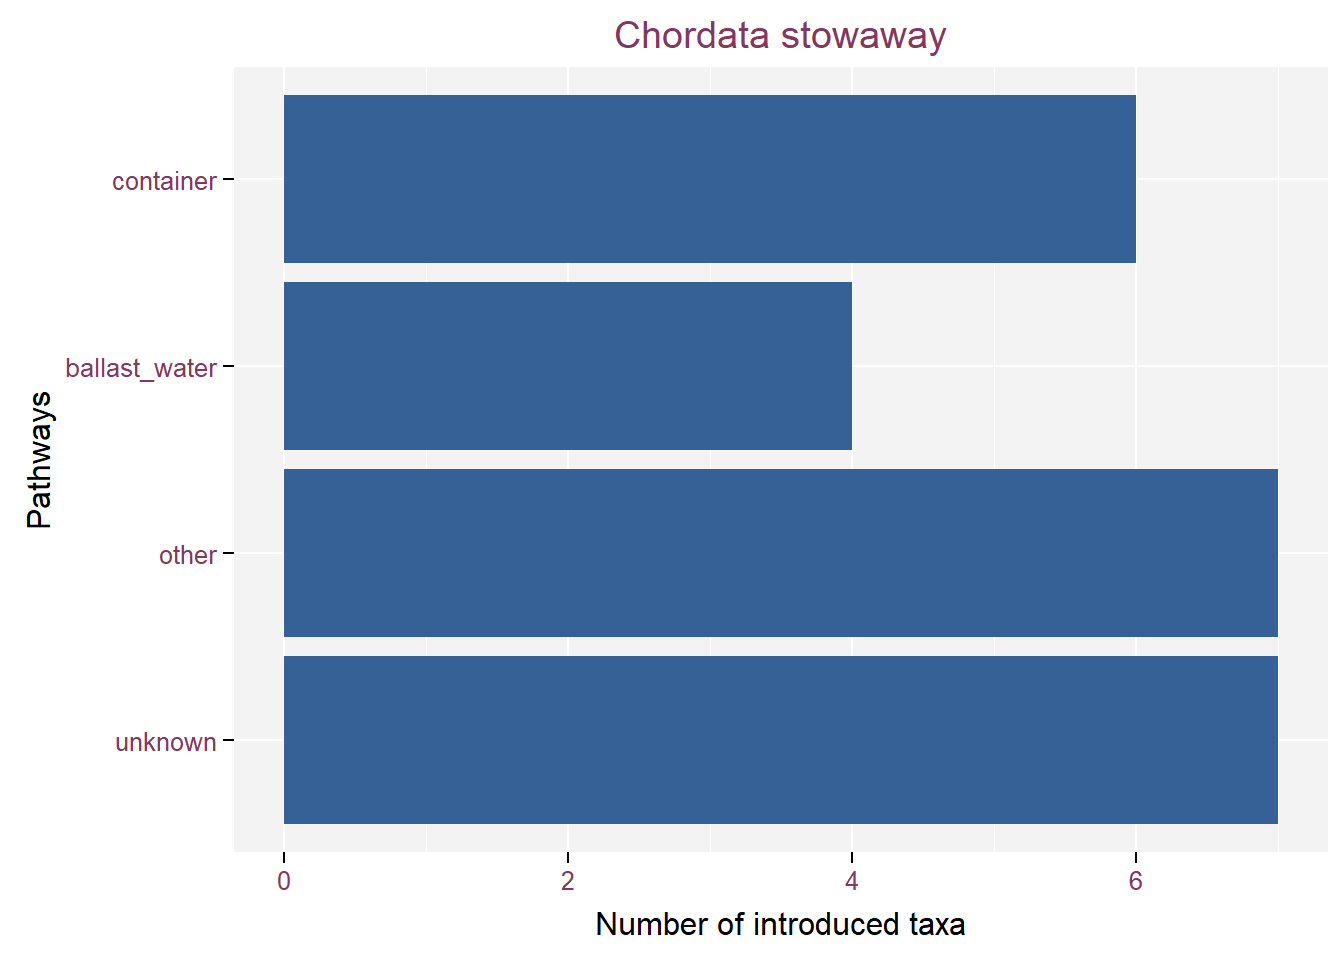 Chordata stowaway
container
ballast_water
other
unknown
Pathways
0 2 4 6
Number of introduced taxa